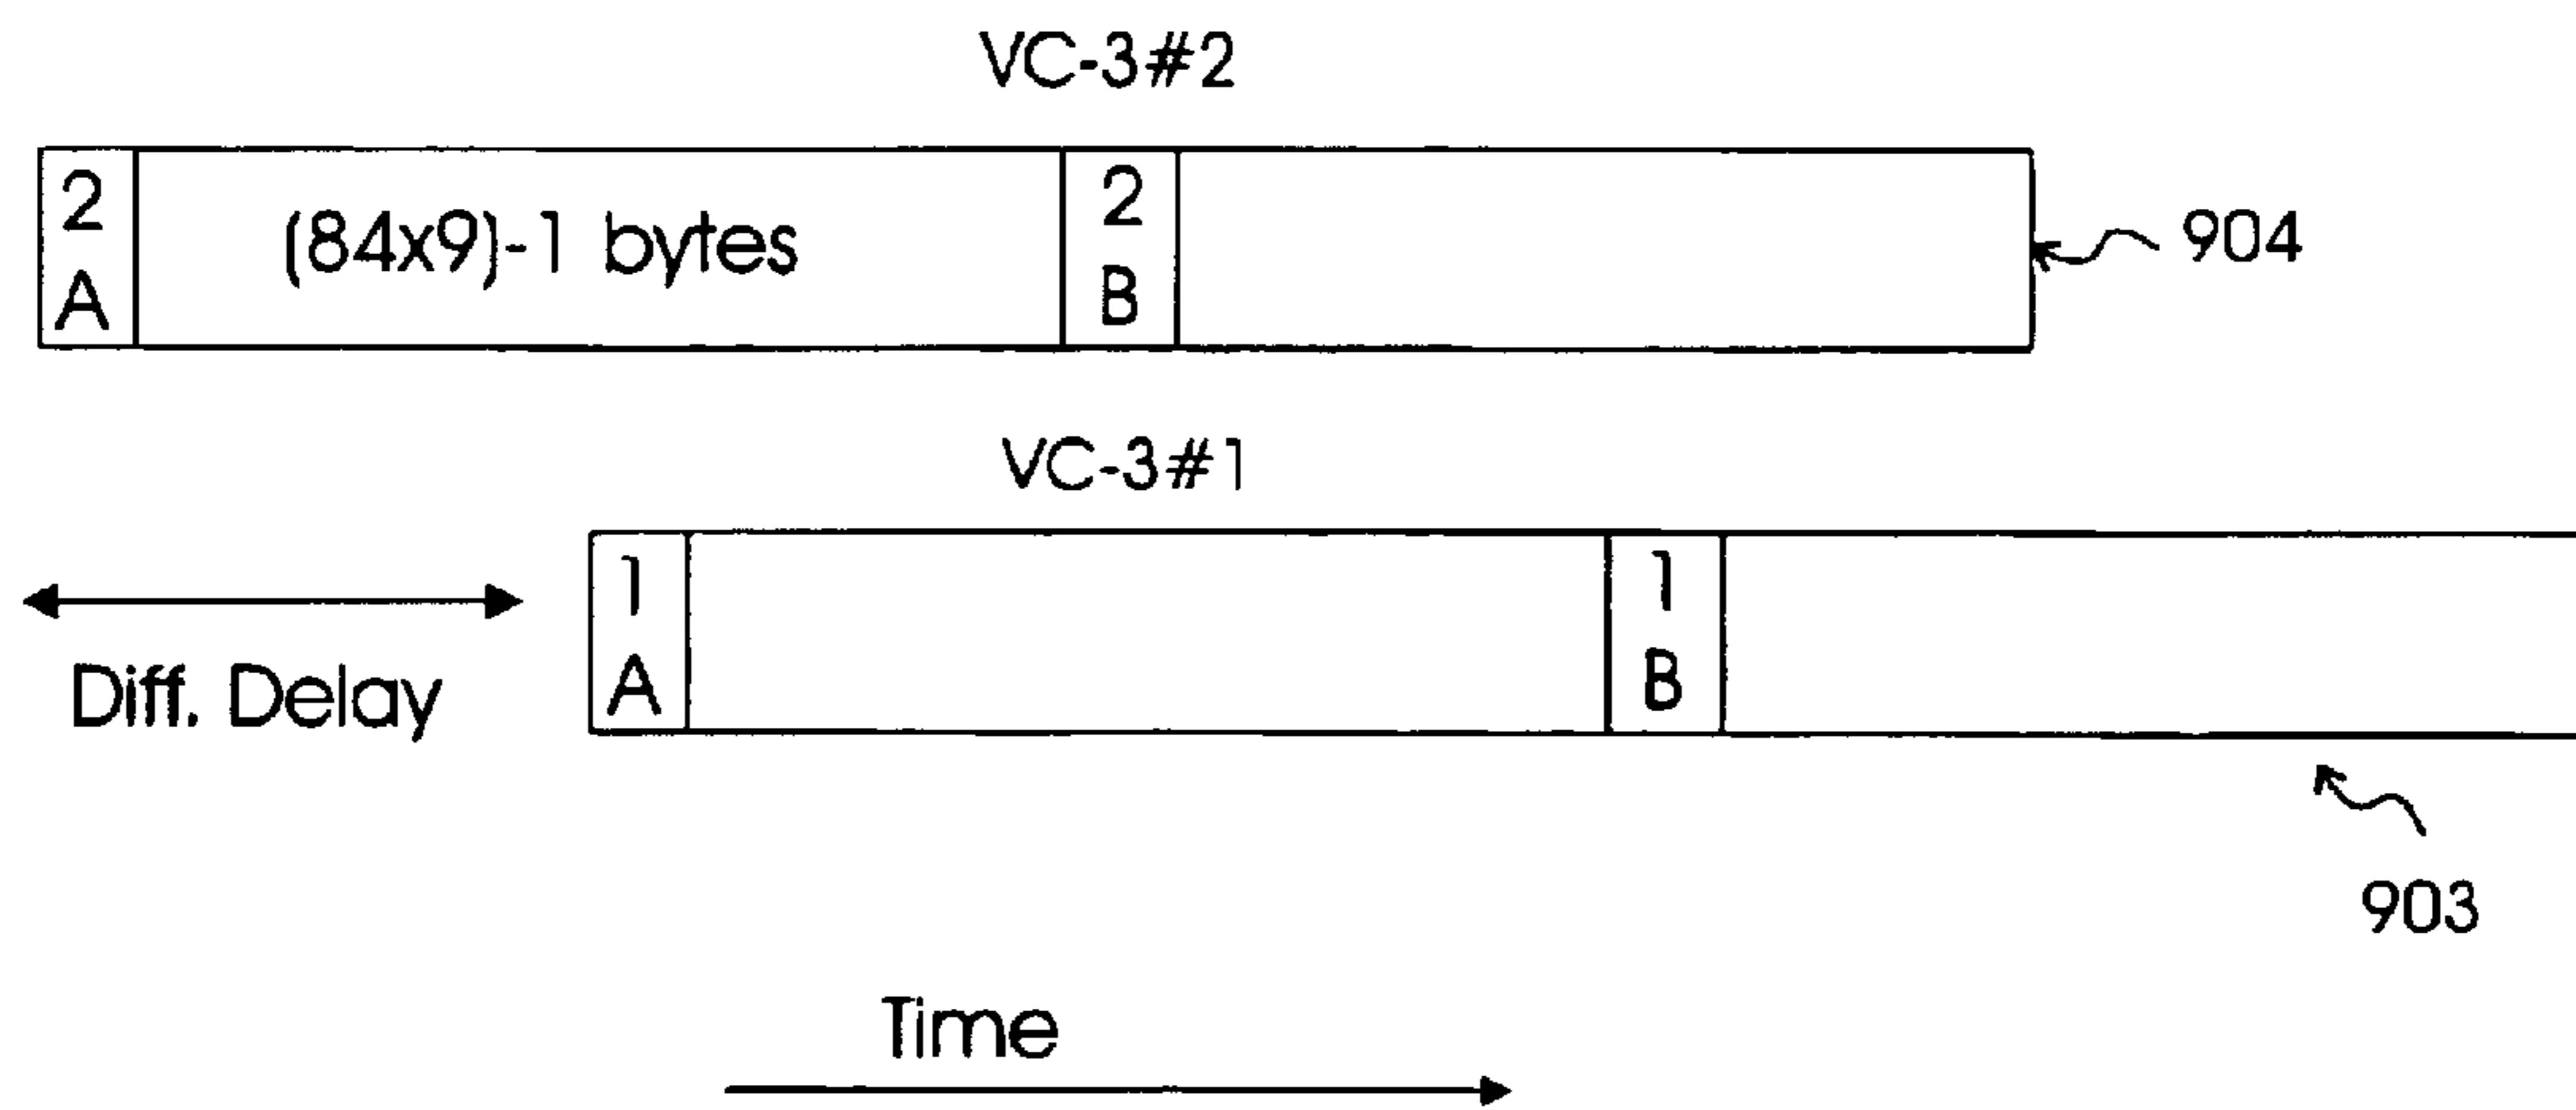 VC-3#2
2 A
(84x9)-1 bytes
2 B
904
VC-3#1
1 A
1 B
Diff. Delay
903
Time